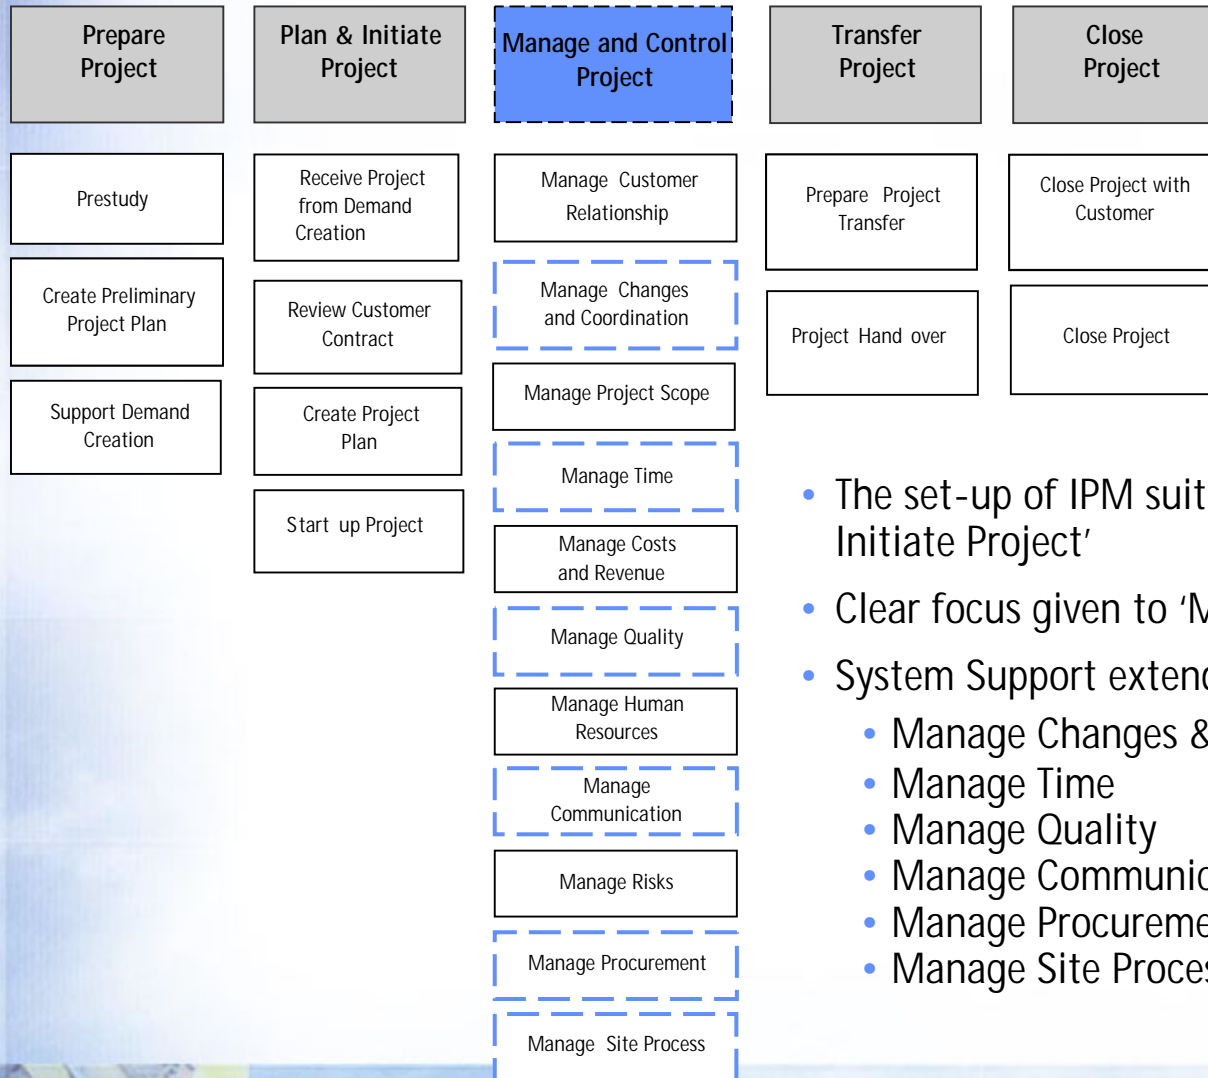 Prepare
Project
Plan & Initiate
Project
Manage and Control
Project
Transfer
Project
Close
Project
Prestudy
Create Preliminary
Project Plan
Support Demand
Creation
Receive Project
from Demand
Creation
Review Customer
Contract
Create Project
Plan
Start up Project
Manage Customer
Relationship
Manage Changes
and Coordination
Manage Project Scope
Manage Time
Manage Costs
and Revenue
Manage Quality
Manage Human
Resources
Manage
Communication
Manage Risks
Manage Procurement
Manage Site Process
Prepare Project
Transfer
Project Hand over
Close Project with
Customer
Close Project
• The set-up of IPM suit
Initiate Project’
• Clear focus given to ‘M
• System Support exten
• Manage Changes &
• Manage Time
• Manage Quality
• Manage Communic
• Manage Procureme
• Manage Site Proces